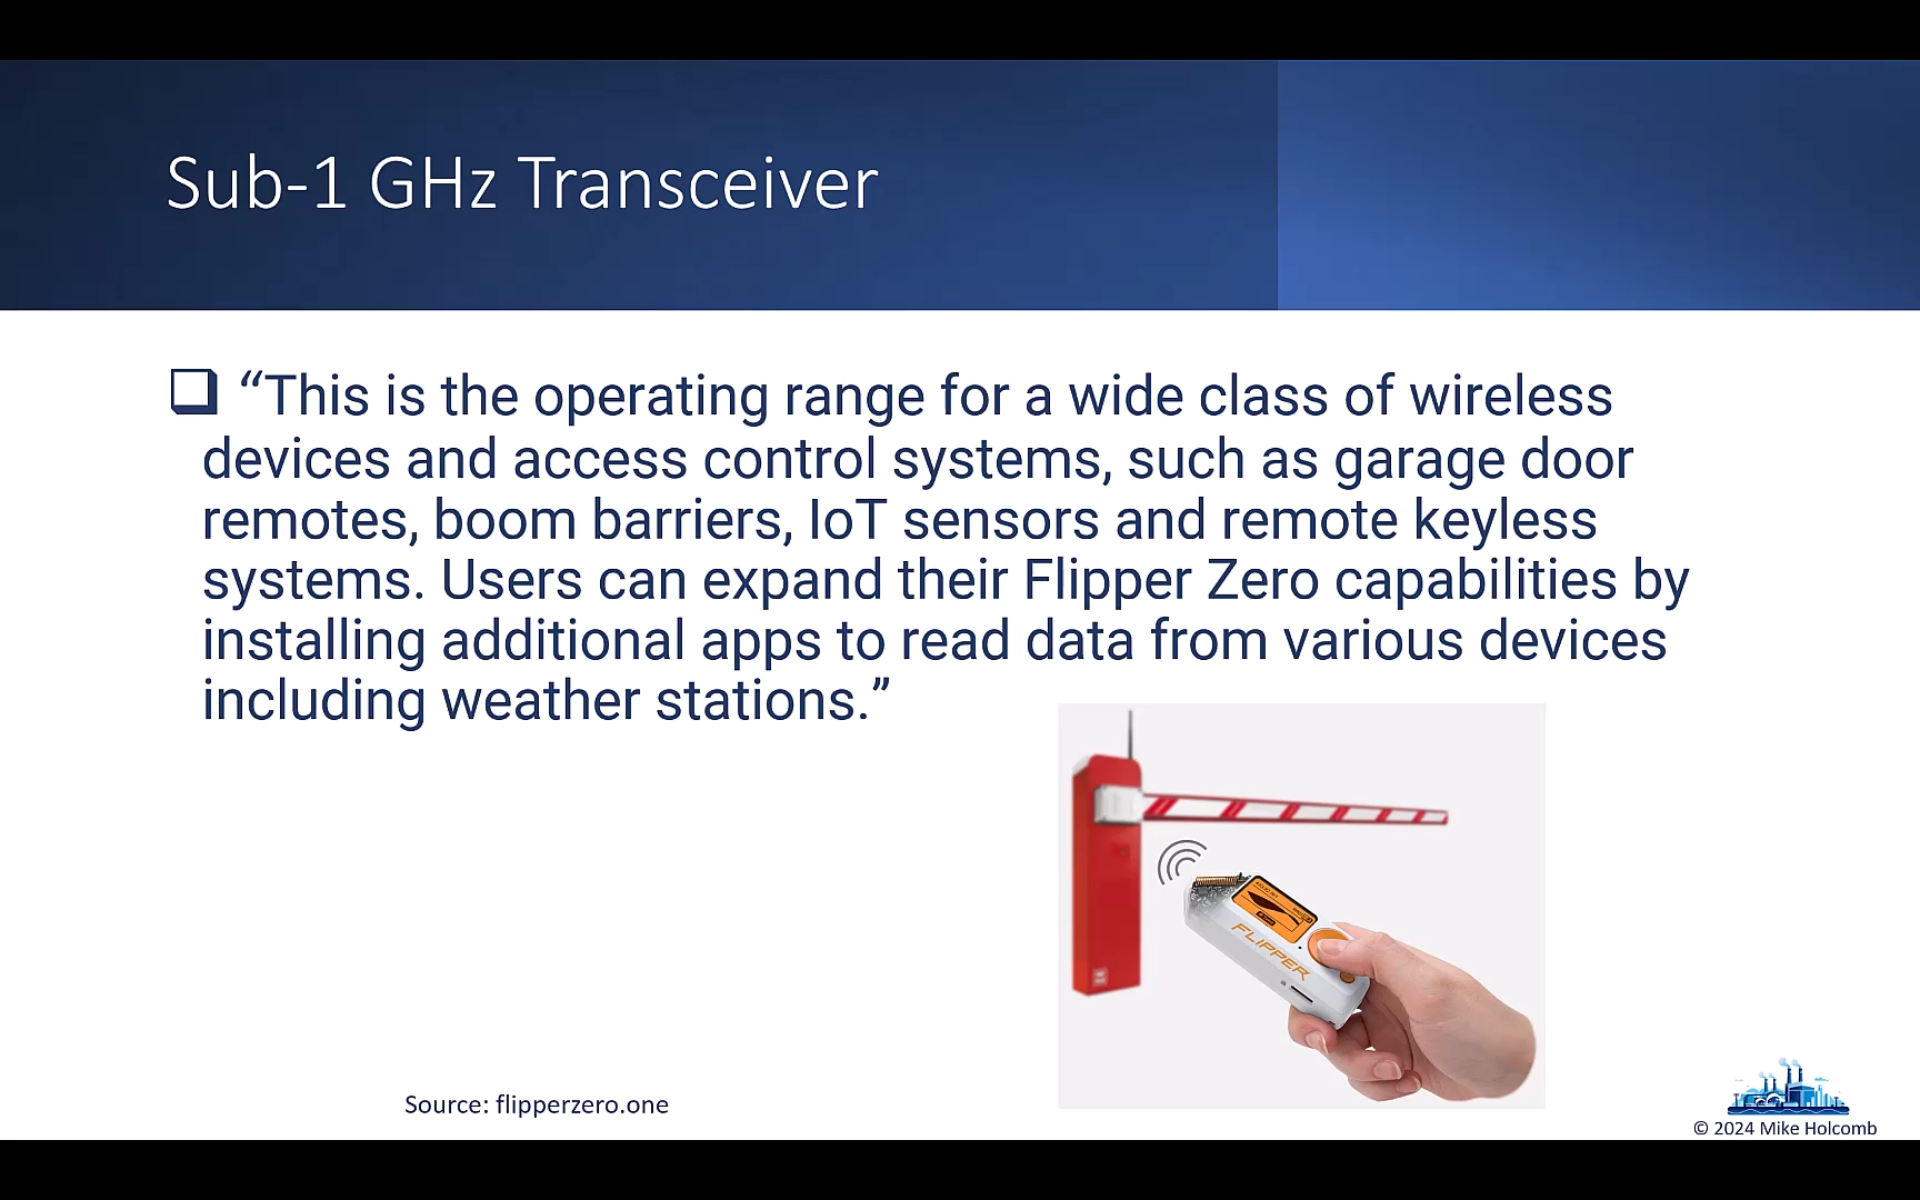 Sub-1 GHz Transceiver
“This is the operating range for a wide class of wireless
devices and access control systems, such as garage door
remotes, boom barriers, IoT sensors and remote keyless
systems. Users can expand their Flipper Zero capabilities by
installing additional apps to read data from various devices
including weather stations.”
FLIPPER
Source: flipperzero.one
© 2024 Mike Holcomb